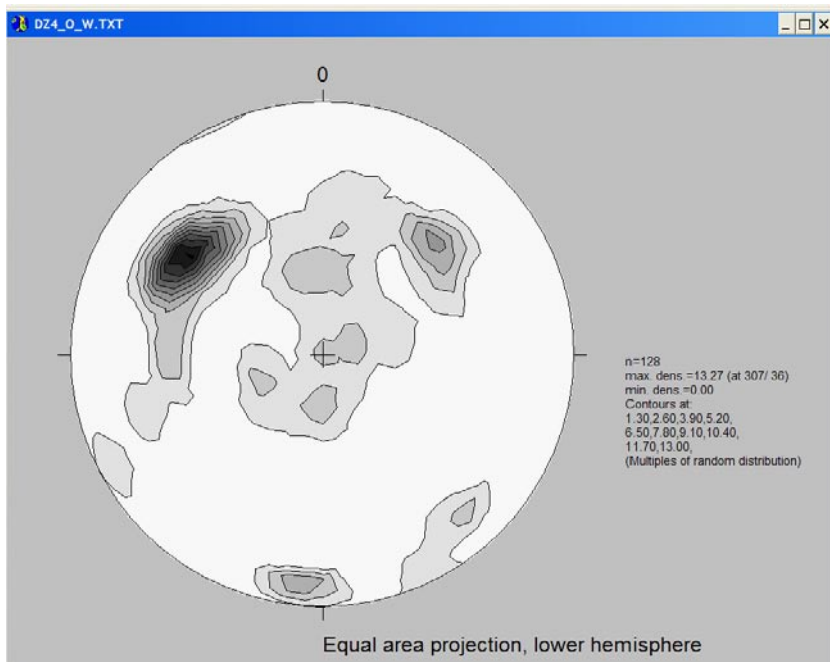 DZ4_O_W.TXT
0
n=128
max. dens.=13.27 (at 307/ 36)
min. dens.=0.00
Contours at:
1.30,2.60,3.90,5.20,
6.50,7.80,9.10,10.40,
11.70,13.00,
(Multiples of random distribution)
Equal area projection, lower hemisphere